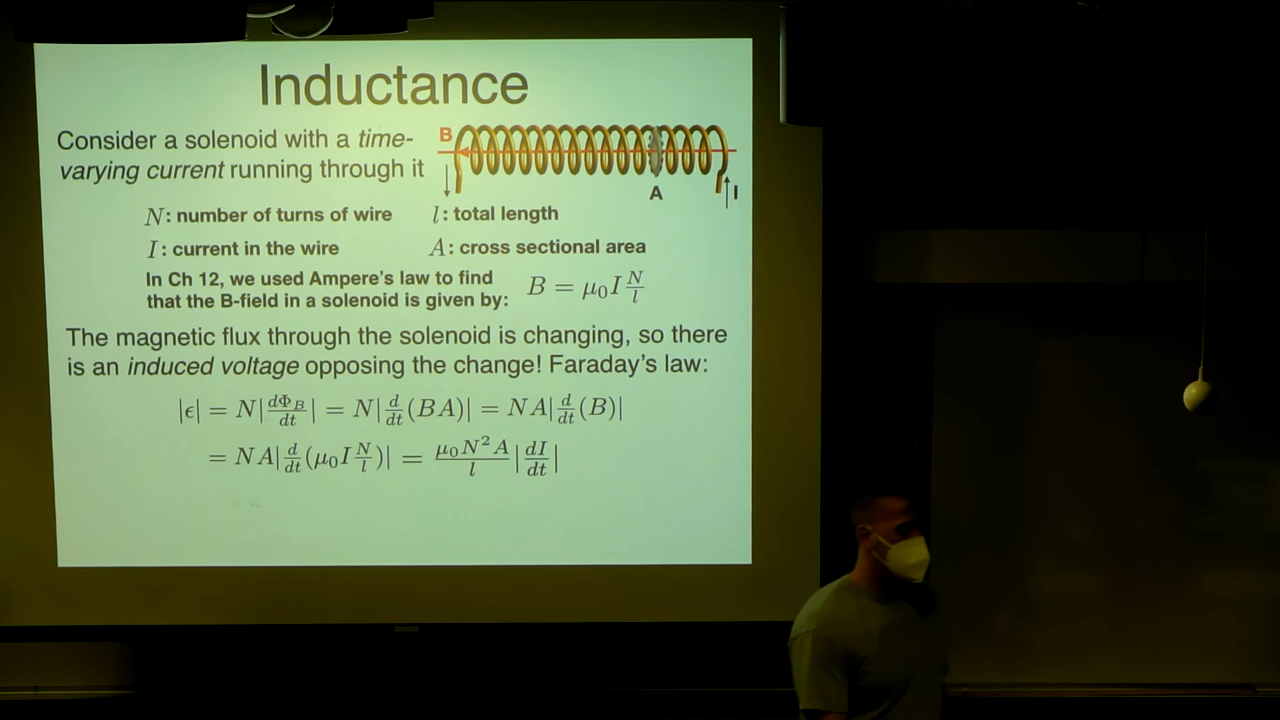 Inductance
Consider a solenoid with a time-
varying current running through it
B
A
I
N: number of turns of wire l: total length
I: current in the wire A: cross sectional area
In Ch 12, we used Ampere's law to find
that the B-field in a solenoid is given by: B = μ₀I N/l
The magnetic flux through the solenoid is changing, so there
is an induced voltage opposing the change! Faraday's law:
|ϵ| = N|dΦ_B/dt| = N|d/dt(BA)| = NA|d/dt(B)|
= NA|d/dt(μ₀I N/l)| = μ₀N²A/l |dI/dt|